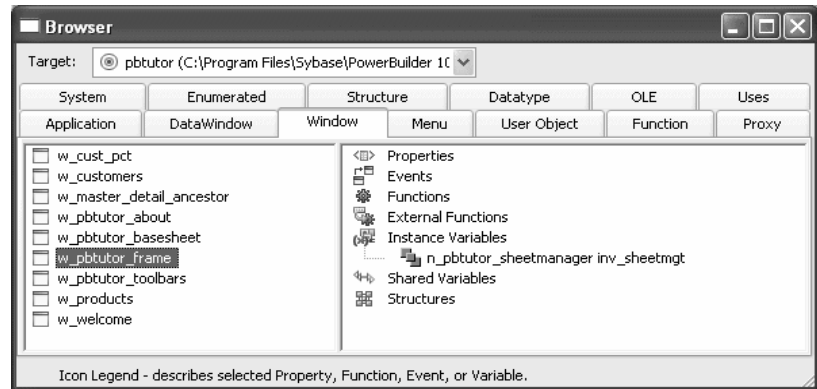 Browser
Target: pbtutor (C:\Program Files\Sybase\PowerBuilder 1
System Enumerated Structure Datatype OLE Uses
Application DataWindow Window Menu User Object Function Proxy
w_cust_pct
w_customers
w_master_detail_ancestor
w_pbtutor_about
w_pbtutor_basesheet
w_pbtutor_frame
w_pbtutor_toolbars
w_products
w_welcome
Properties
Events
Functions
External Functions
Instance Variables
n_pbtutor_sheetmanager inv_sheetmgt
Shared Variables
Structures
Icon Legend - describes selected Property, Function, Event, or Variable.